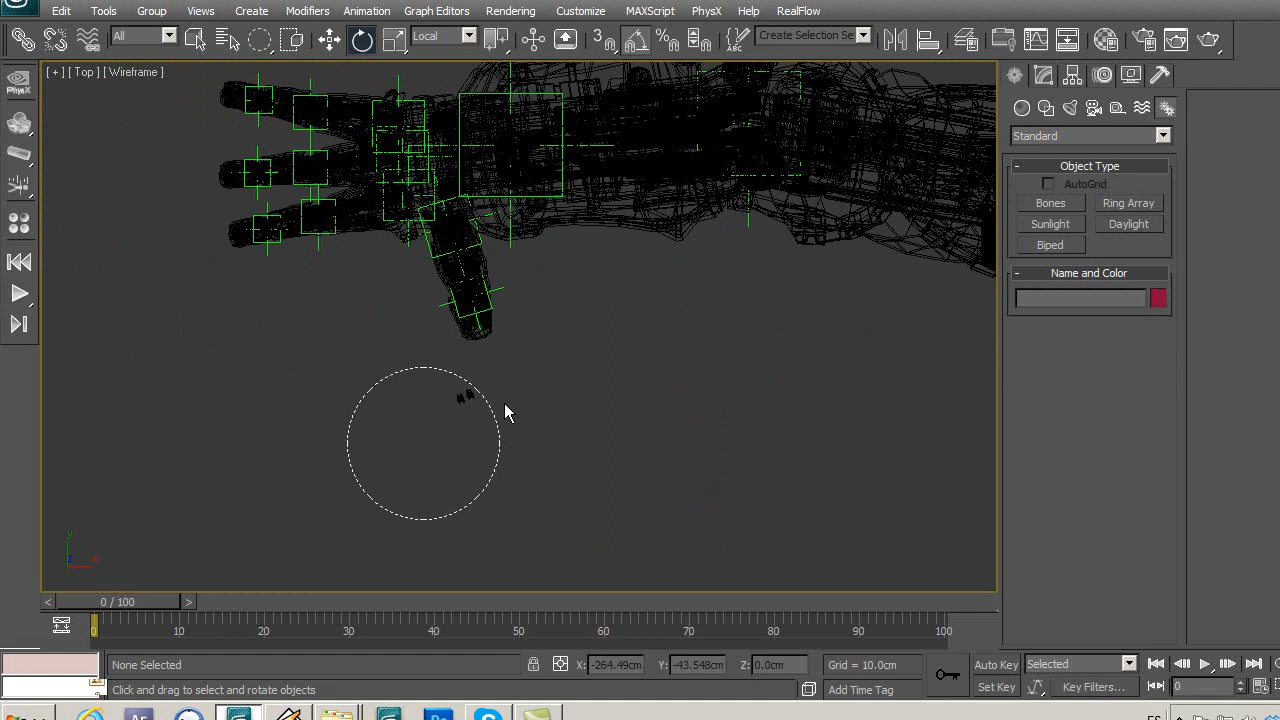 Edit Tools Group Views Create Modifiers Animation Graph Editors Rendering Customize MAXScript PhysX Help RealFlow
All Local 3 Create Selection Se
[ + ] [ Top ] [ Wireframe ]
PhysX
Standard
- Object Type
AutoGrid
Bones Ring Array
Sunlight Daylight
Biped
- Name and Color
y
z x
< 0 / 100 >
0 10 20 30 40 50 60 70 80 90 100
None Selected X: -264.49cm Y: -43.548cm Z: 0.0cm Grid = 10.0cm Auto Key Selected
Click and drag to select and rotate objects Add Time Tag Set Key Key Filters... 0